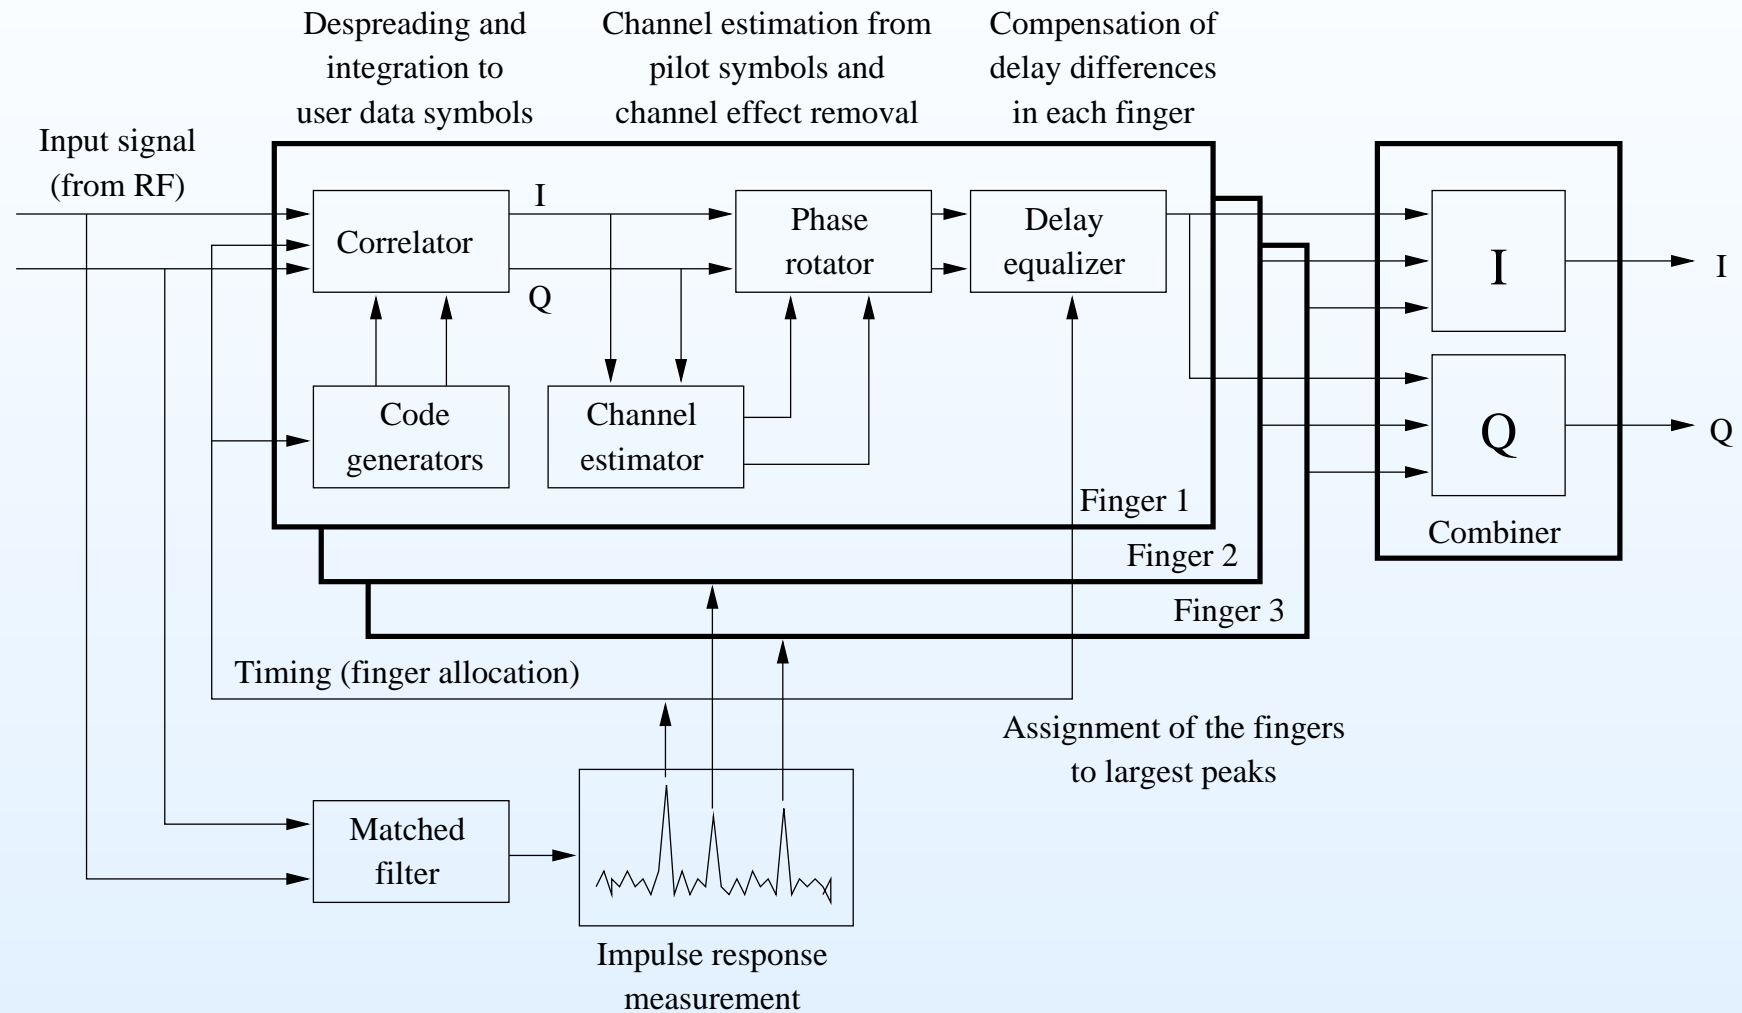 Despreading and
integration to
user data symbols
Channel estimation from
pilot symbols and
channel effect removal
Compensation of
delay differences
in each finger
Input signal
(from RF)
Correlator
I
Q
Phase
rotator
Delay
equalizer
Code
generators
Channel
estimator
Finger 1
Finger 2
Finger 3
I
Q
Combiner
I
Q
Timing (finger allocation)
Assignment of the fingers
to largest peaks
Matched
filter
Impulse response
measurement